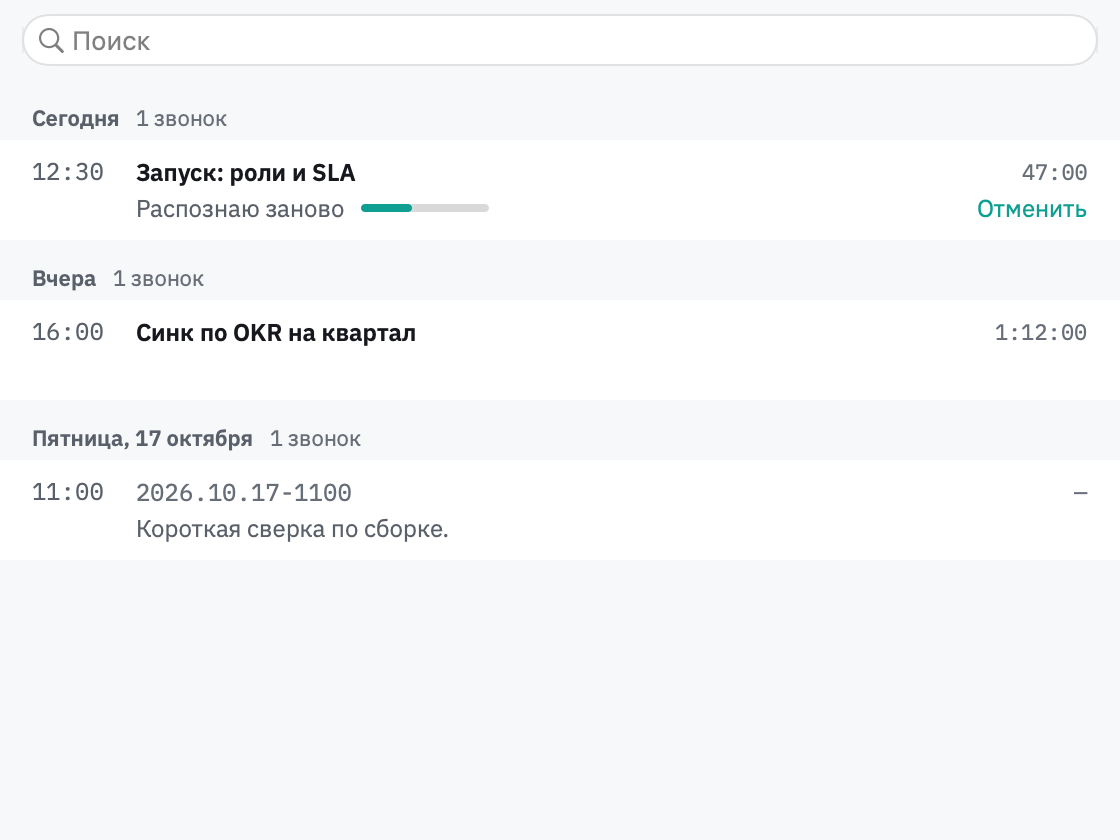 Поиск
Сегодня 1 звонок
12:30 Запуск: роли и SLA 47:00
Распознаю заново Отменить
Вчера 1 звонок
16:00 Синк по OKR на квартал 1:12:00
Пятница, 17 октября 1 звонок
11:00 2026.10.17-1100 —
Короткая сверка по сборке.